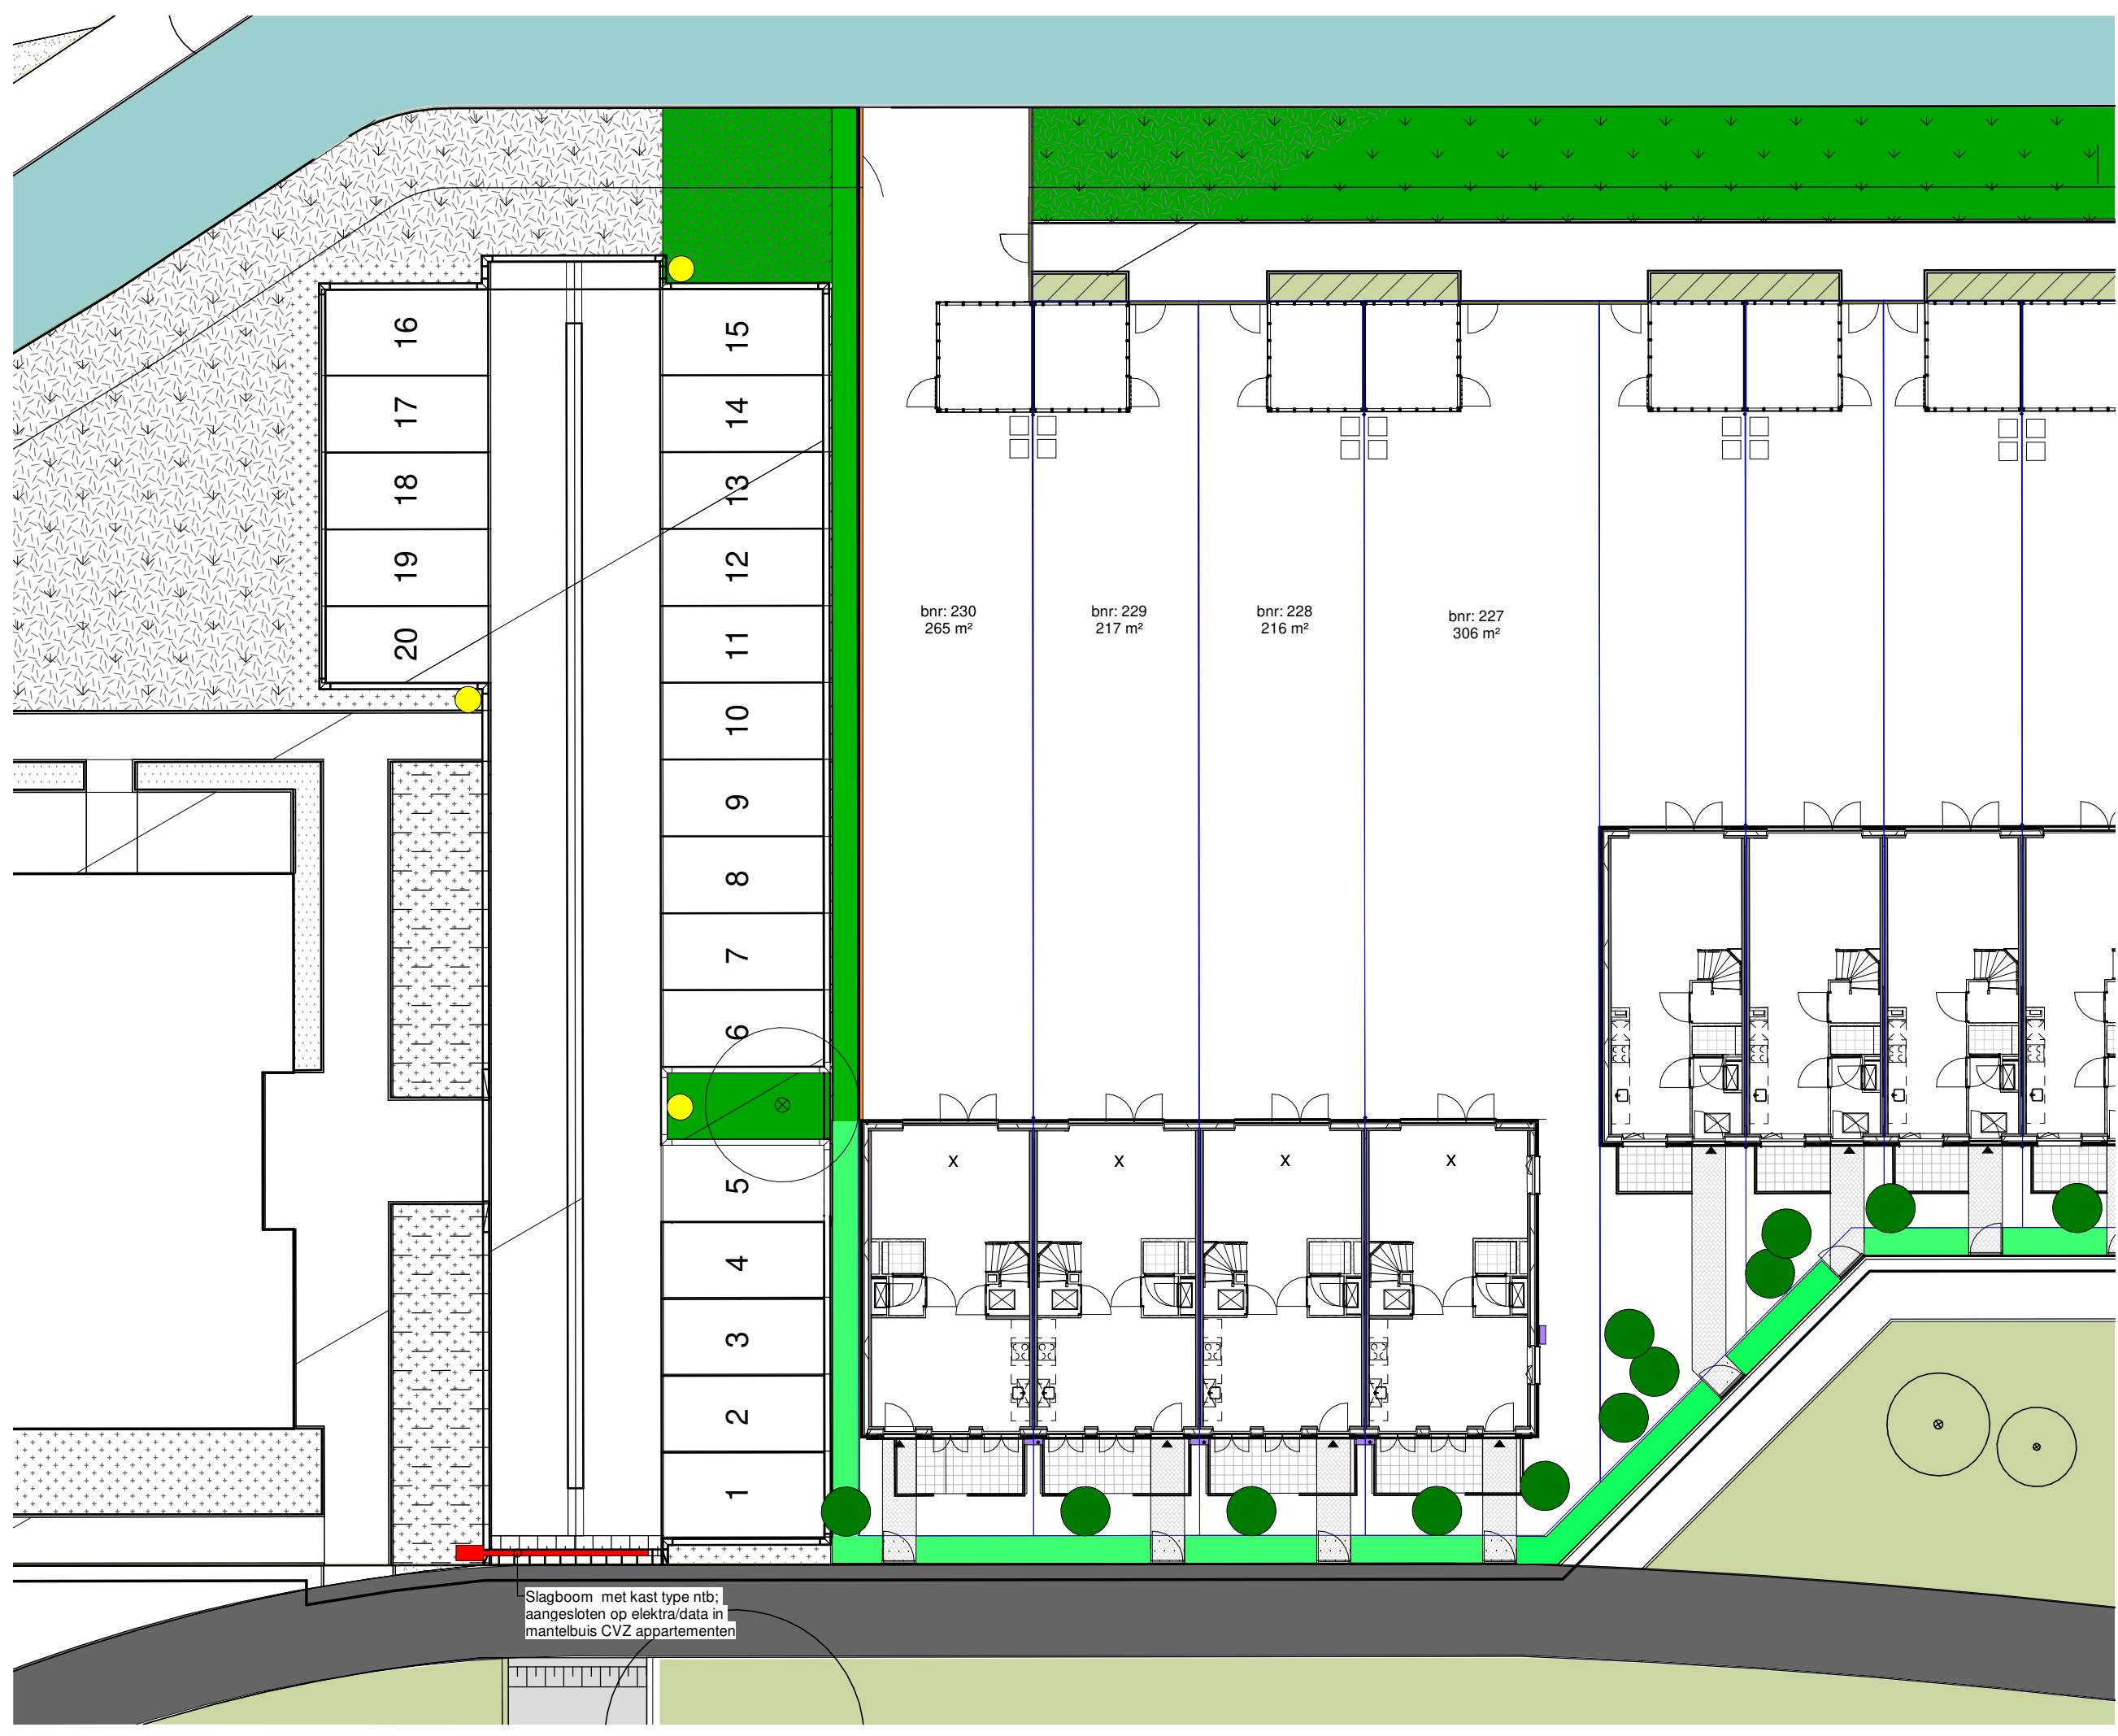 16
15
17
14
18
13
19
12
20
11
bnr: 230
265 m²
bnr: 229
217 m²
bnr: 228
216 m²
bnr: 227
306 m²
10
9
8
7
6
5
x
x
x
x
4
3
2
1
Slagboom met kast type ntb;
aangesloten op elektra/data in
mantelbuis CVZ appartementen